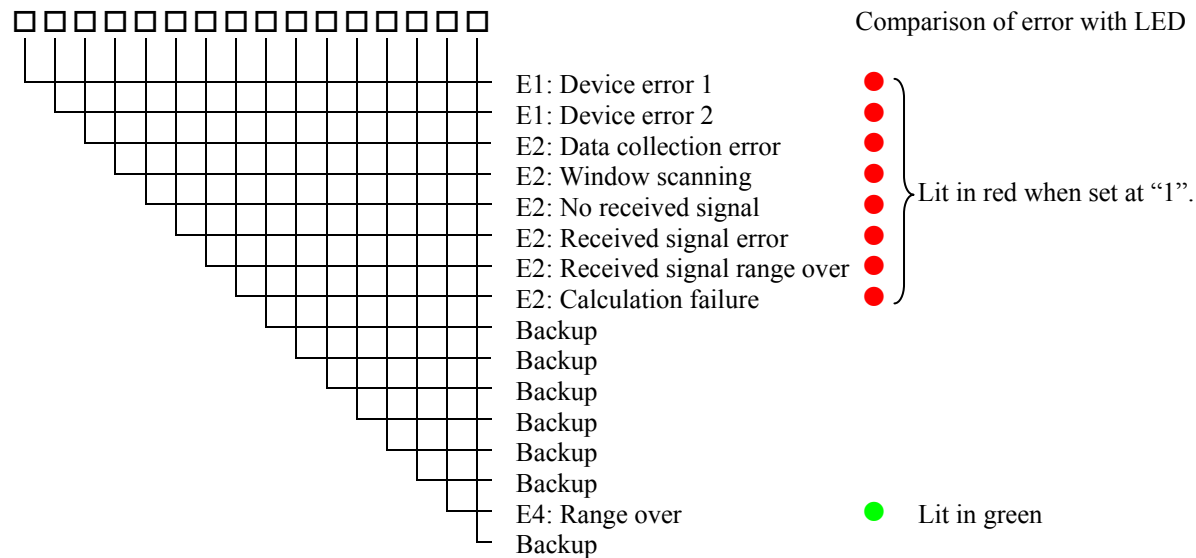 Comparison of error with LED
E1: Device error 1
E1: Device error 2
E2: Data collection error
E2: Window scanning
E2: No received signal
Lit in red when set at “1”.
E2: Received signal error
E2: Received signal range over
E2: Calculation failure
Backup
Backup
Backup
Backup
Backup
Backup
E4: Range over
Lit in green
Backup